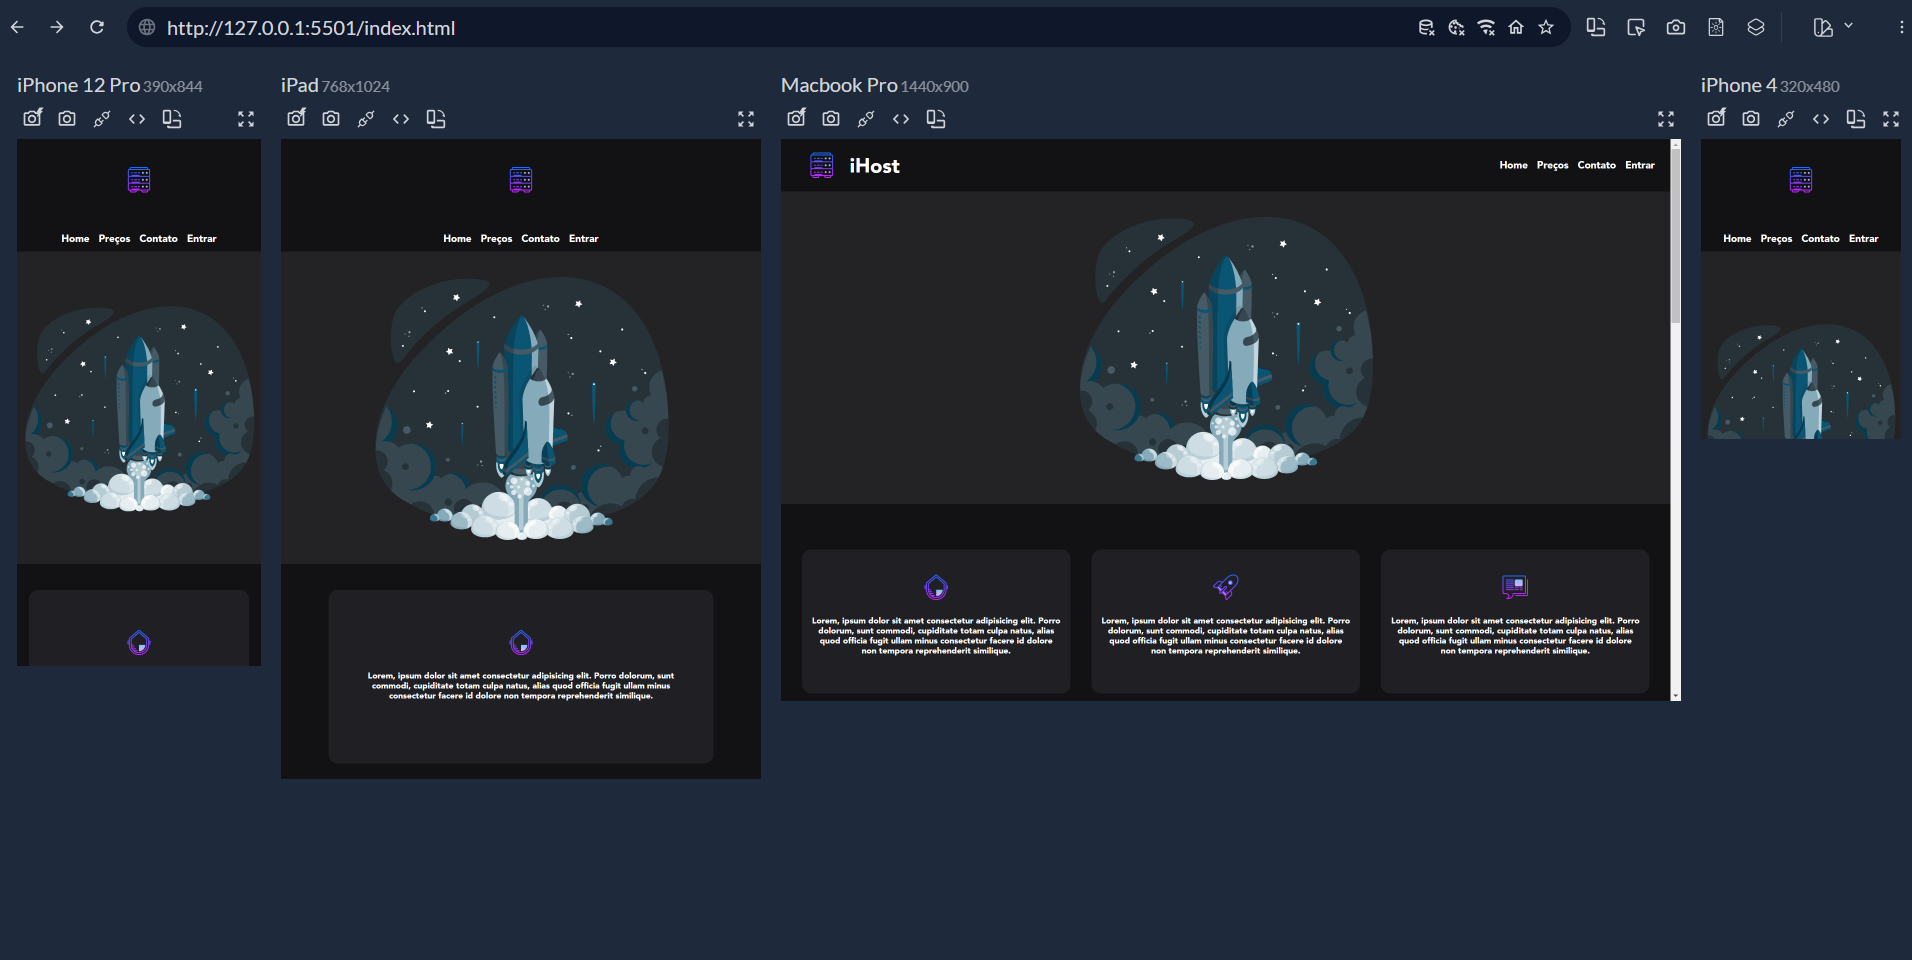 http://127.0.0.1:5501/index.html
iPhone 12 Pro 390x844
Home Preços Contato Entrar
iPad 768x1024
Home Preços Contato Entrar
Lorem, ipsum dolor sit amet consectetur adipisicing elit. Porro dolorum, sunt
commodi, cupiditate totam culpa natus, alias quod officia fugit ullam minus
consectetur facere id dolore non tempora reprehenderit similique.
Macbook Pro 1440x900
iHost
Home Preços Contato Entrar
Lorem, ipsum dolor sit amet consectetur adipisicing elit. Porro
dolorum, sunt commodi, cupiditate totam culpa natus, alias
quod officia fugit ullam minus consectetur facere id dolore
non tempora reprehenderit similique.
Lorem, ipsum dolor sit amet consectetur adipisicing elit. Porro
dolorum, sunt commodi, cupiditate totam culpa natus, alias
quod officia fugit ullam minus consectetur facere id dolore
non tempora reprehenderit similique.
Lorem, ipsum dolor sit amet consectetur adipisicing elit. Porro
dolorum, sunt commodi, cupiditate totam culpa natus, alias
quod officia fugit ullam minus consectetur facere id dolore
non tempora reprehenderit similique.
iPhone 4 320x480
Home Preços Contato Entrar